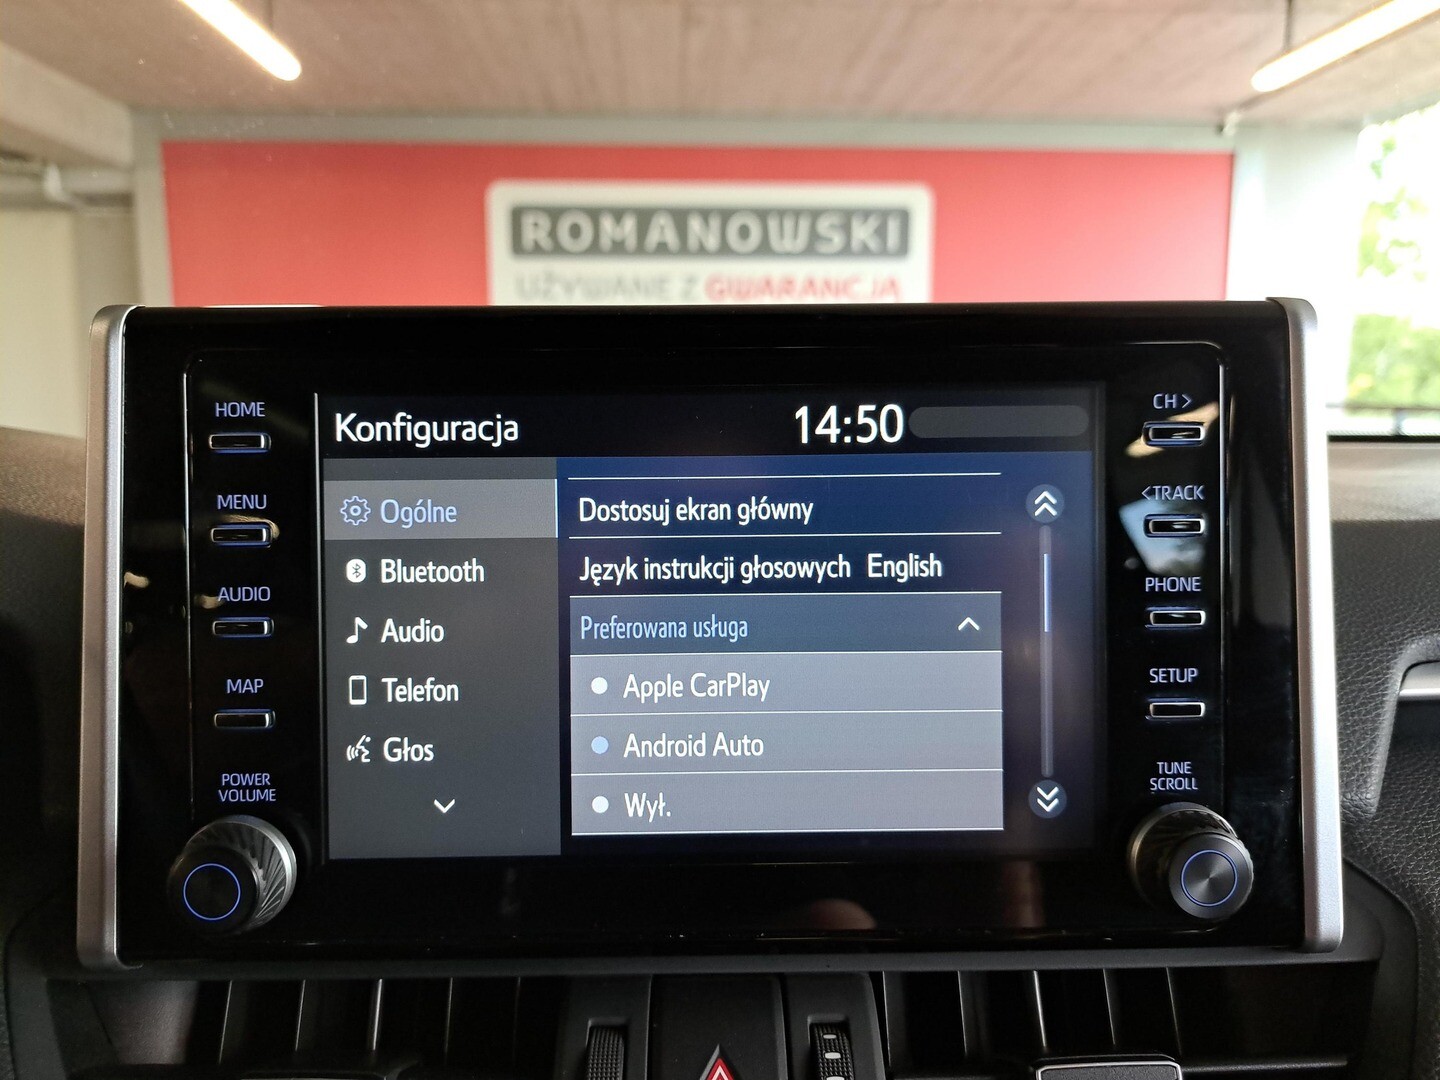 ROMANOWSKI
UŻYWANE Z GWARANCJĄ
HOME
MENU
AUDIO
MAP
POWER
VOLUME
Konfiguracja 14:50
Ogólne
Bluetooth
Audio
Telefon
Głos
Dostosuj ekran główny
Język instrukcji głosowych English
Preferowana usługa
Apple CarPlay
Android Auto
Wył.
CH >
<TRACK
PHONE
SETUP
TUNE
SCROLL